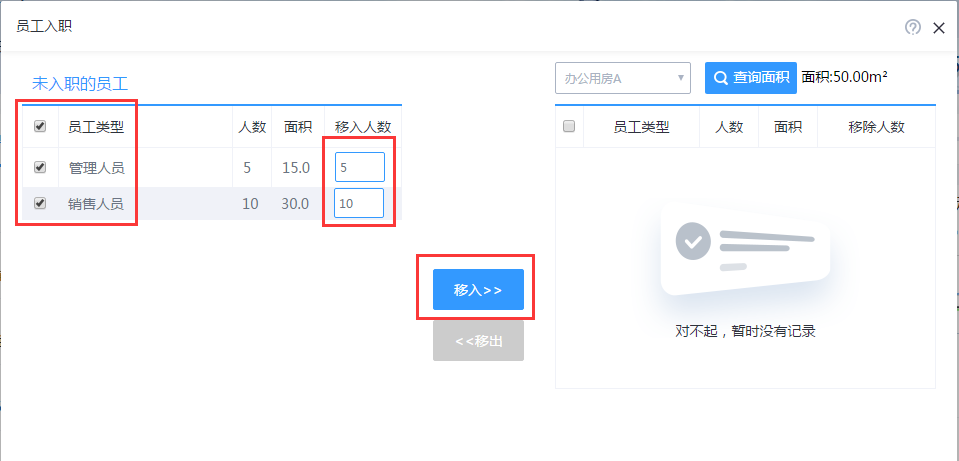 员工入职
未入职的员工
员工类型 人数 面积 移入人数
管理人员 5 15.0 5
销售人员 10 30.0 10
移入>>
<<移出
办公用房A 查询面积 面积:50.00m²
员工类型 人数 面积 移除人数
对不起，暂时没有记录